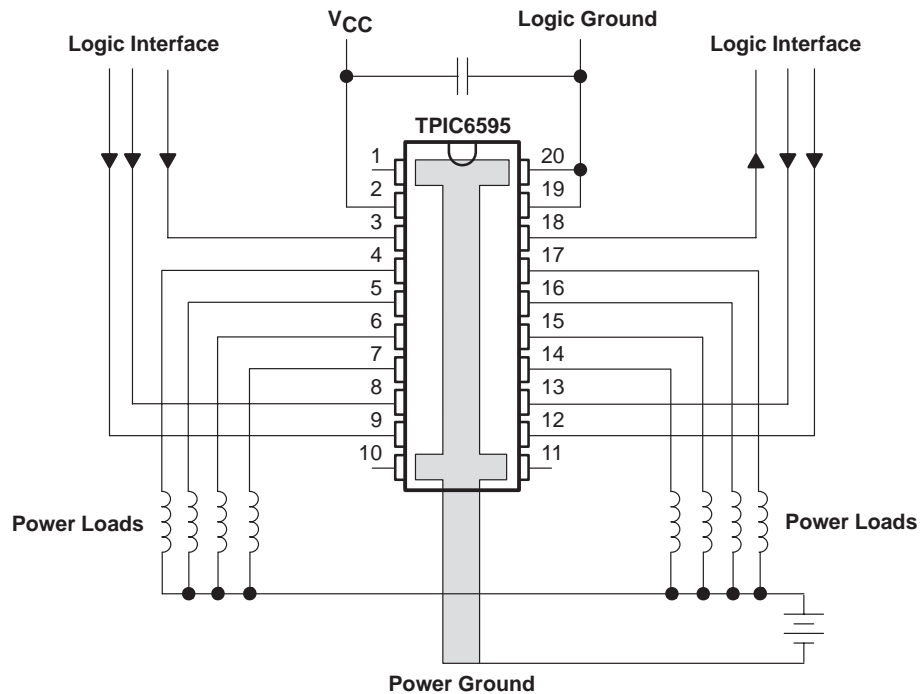 VCC
Logic Ground
Logic Interface
Logic Interface
TPIC6595
1
20
2
19
3
18
4
17
5
16
6
15
7
14
8
13
9
12
10
11
Power Loads
Power Loads
Power Ground